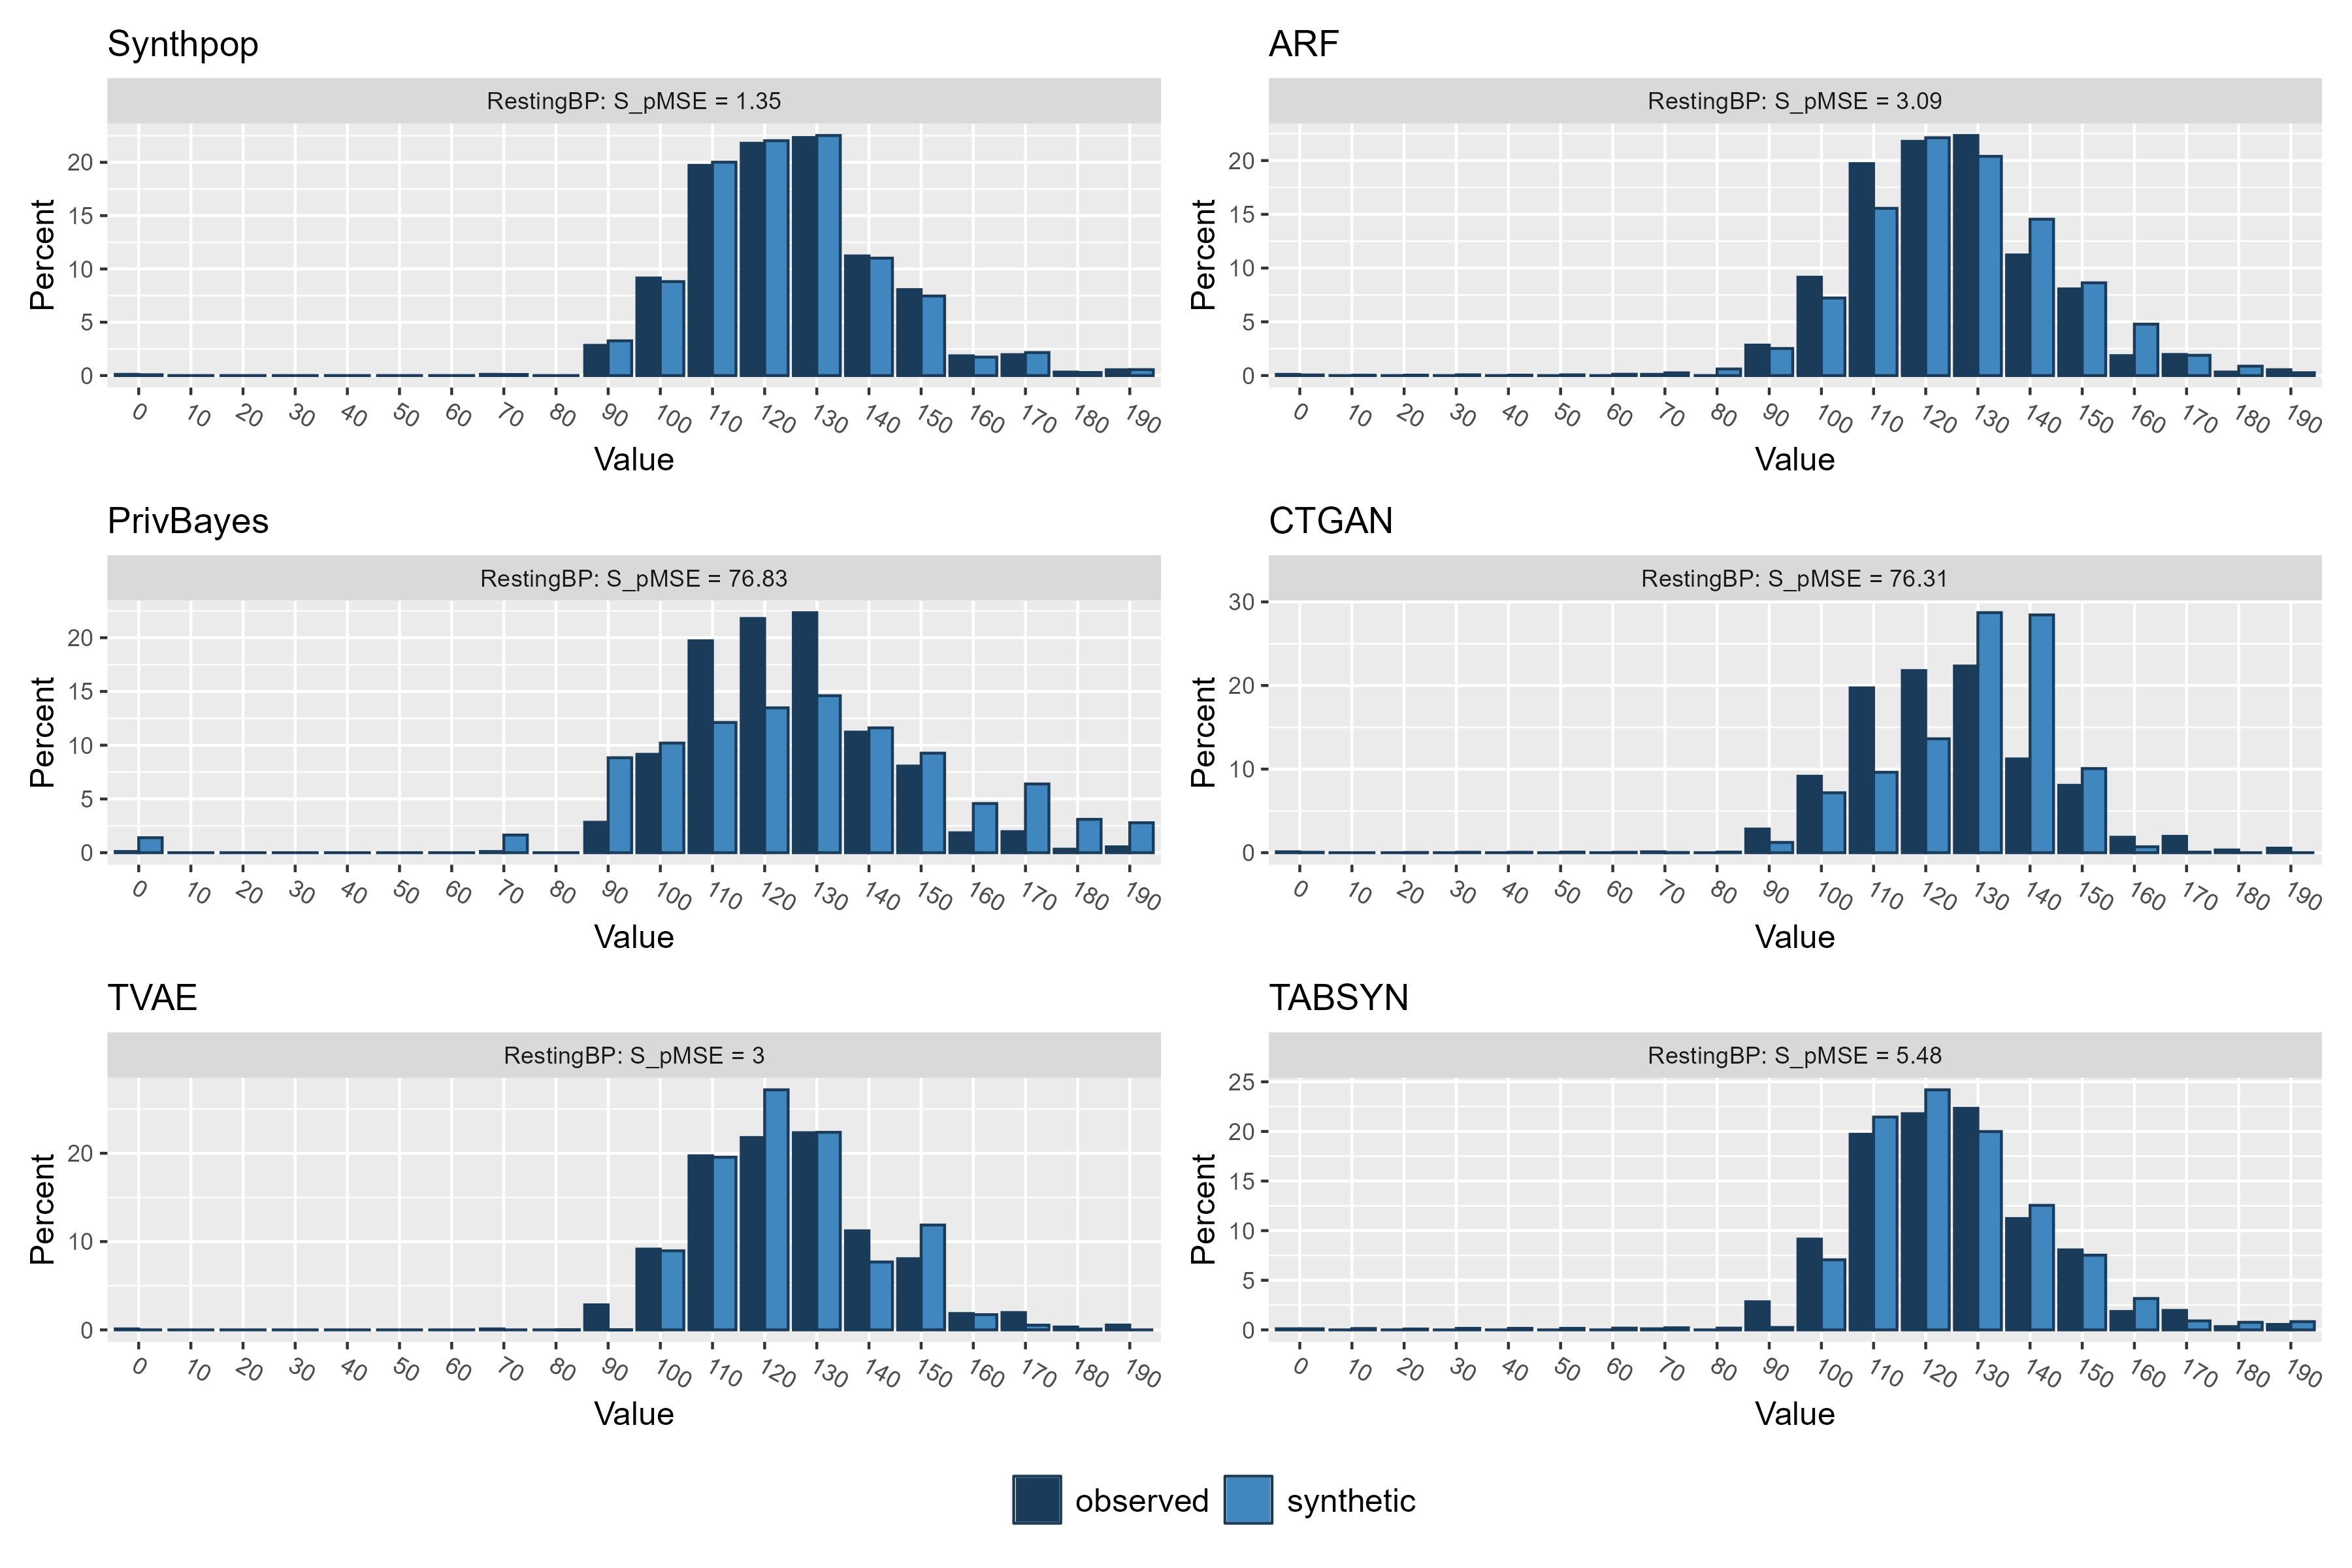 Synthpop
RestingBP: S_pMSE = 1.35
Percent
20
15
10
5
0
0 10 20 30 40 50 60 70 80 90 100 110 120 130 140 150 160 170 180 190
Value
ARF
RestingBP: S_pMSE = 3.09
Percent
20
15
10
5
0
0 10 20 30 40 50 60 70 80 90 100 110 120 130 140 150 160 170 180 190
Value
PrivBayes
RestingBP: S_pMSE = 76.83
Percent
20
15
10
5
0
0 10 20 30 40 50 60 70 80 90 100 110 120 130 140 150 160 170 180 190
Value
CTGAN
RestingBP: S_pMSE = 76.31
Percent
30
20
10
0
0 10 20 30 40 50 60 70 80 90 100 110 120 130 140 150 160 170 180 190
Value
TVAE
RestingBP: S_pMSE = 3
Percent
20
10
0
0 10 20 30 40 50 60 70 80 90 100 110 120 130 140 150 160 170 180 190
Value
TABSYN
RestingBP: S_pMSE = 5.48
Percent
25
20
15
10
5
0
0 10 20 30 40 50 60 70 80 90 100 110 120 130 140 150 160 170 180 190
Value
observed synthetic